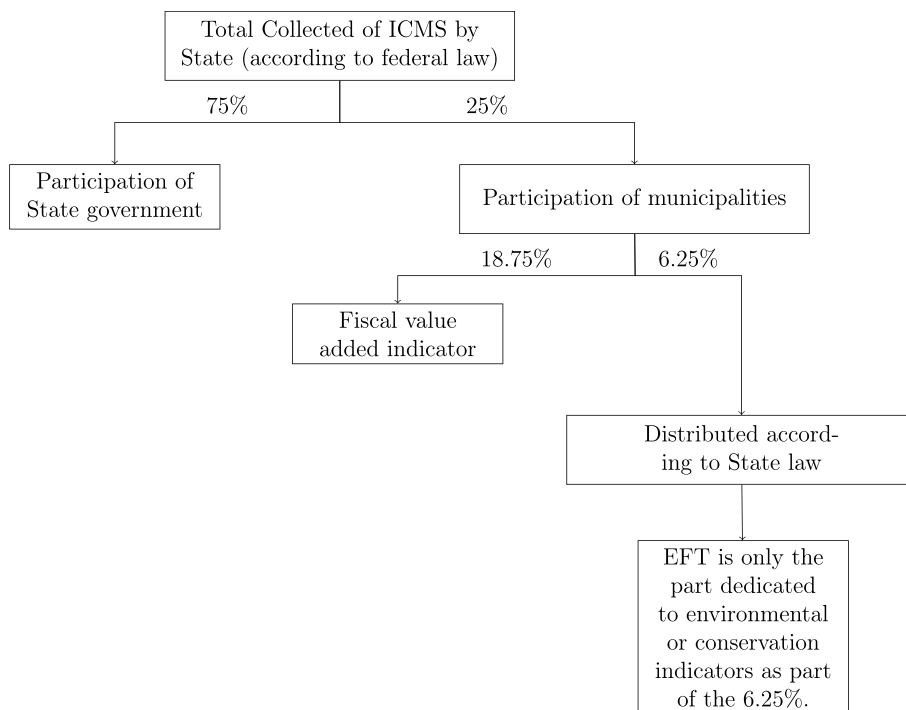 Total Collected of ICMS by
State (according to federal law)
75%
25%
Participation of
State government
Participation of municipalities
18.75%
6.25%
Fiscal value
added indicator
Distributed accord-
ing to State law
EFT is only the
part dedicated
to environmental
or conservation
indicators as part
of the 6.25%.